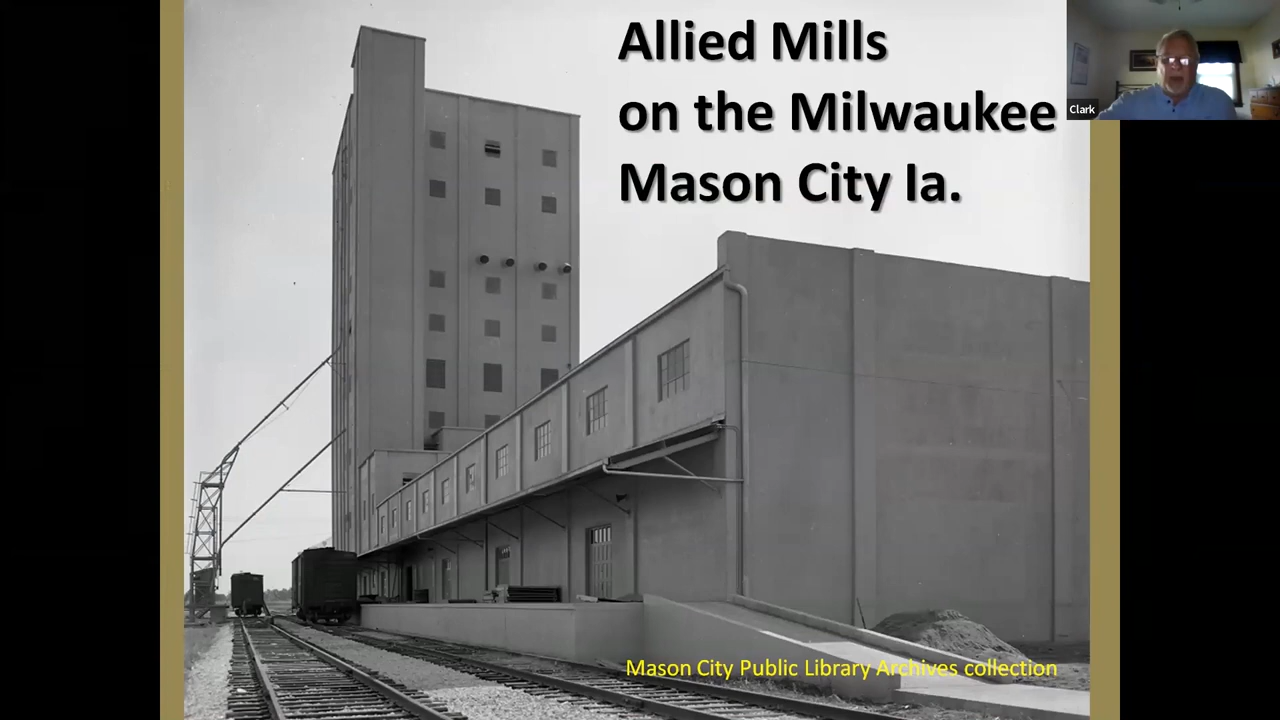 Allied Mills
on the Milwaukee
Mason City Ia.
Clark
Mason City Public Library Archives collection